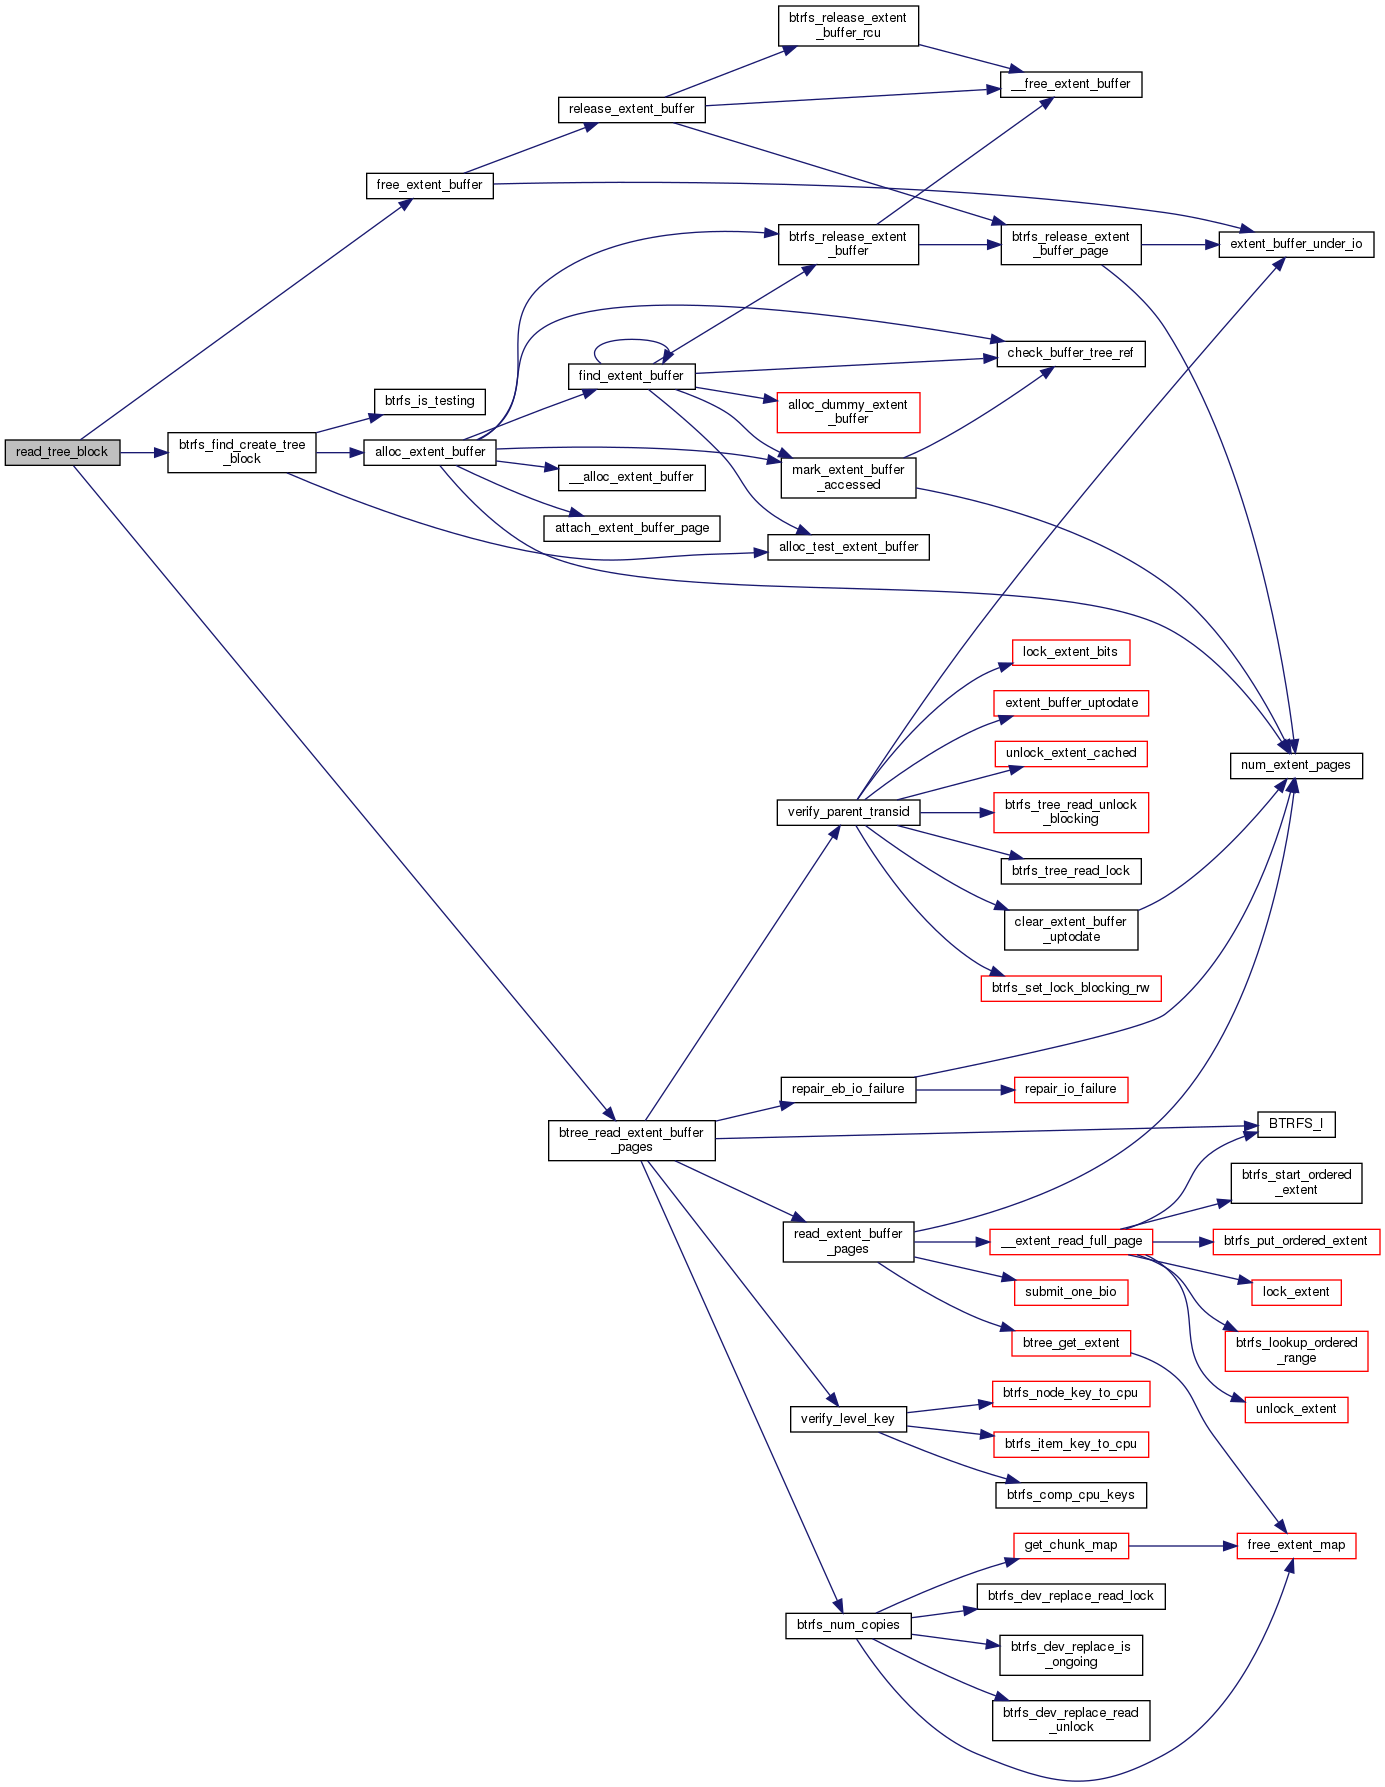 btrfs_release_extent
_buffer_rcu
__free_extent_buffer
release_extent_buffer
free_extent_buffer
btrfs_release_extent
_buffer
btrfs_release_extent
_buffer_page
extent_buffer_under_io
check_buffer_tree_ref
find_extent_buffer
btrfs_is_testing
alloc_dummy_extent
_buffer
read_tree_block
btrfs_find_create_tree
_block
alloc_extent_buffer
mark_extent_buffer
_accessed
__alloc_extent_buffer
attach_extent_buffer_page
alloc_test_extent_buffer
lock_extent_bits
extent_buffer_uptodate
unlock_extent_cached
num_extent_pages
verify_parent_transid
btrfs_tree_read_unlock
_blocking
btrfs_tree_read_lock
clear_extent_buffer
_uptodate
btrfs_set_lock_blocking_rw
repair_eb_io_failure
repair_io_failure
btree_read_extent_buffer
_pages
BTRFS_I
btrfs_start_ordered
_extent
read_extent_buffer
_pages
__extent_read_full_page
btrfs_put_ordered_extent
submit_one_bio
lock_extent
btree_get_extent
btrfs_lookup_ordered
_range
btrfs_node_key_to_cpu
unlock_extent
verify_level_key
btrfs_item_key_to_cpu
btrfs_comp_cpu_keys
get_chunk_map
free_extent_map
btrfs_dev_replace_read_lock
btrfs_num_copies
btrfs_dev_replace_is
_ongoing
btrfs_dev_replace_read
_unlock